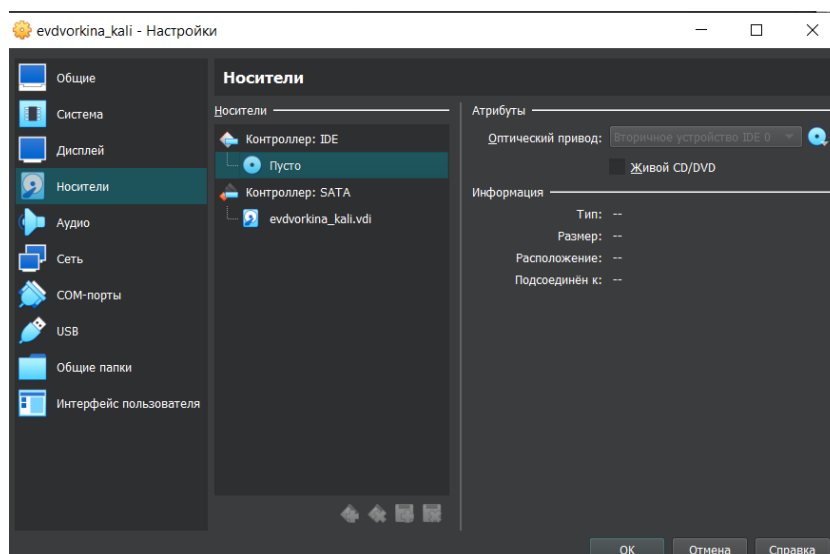 evdvorkina_kali - Настройки
Общие
Система
Дисплей
Носители
Аудио
Сеть
COM-порты
USB
Общие папки
Интерфейс пользователя
Носители
Носители
Контроллер: IDE
Пусто
Контроллер: SATA
evdvorkina_kali.vdi
Атрибуты
Оптический привод: Вторичное устройство IDE 0
Живой CD/DVD
Информация
Тип: --
Размер: --
Расположение: --
Подсоединён к: --
OK Отмена Справка